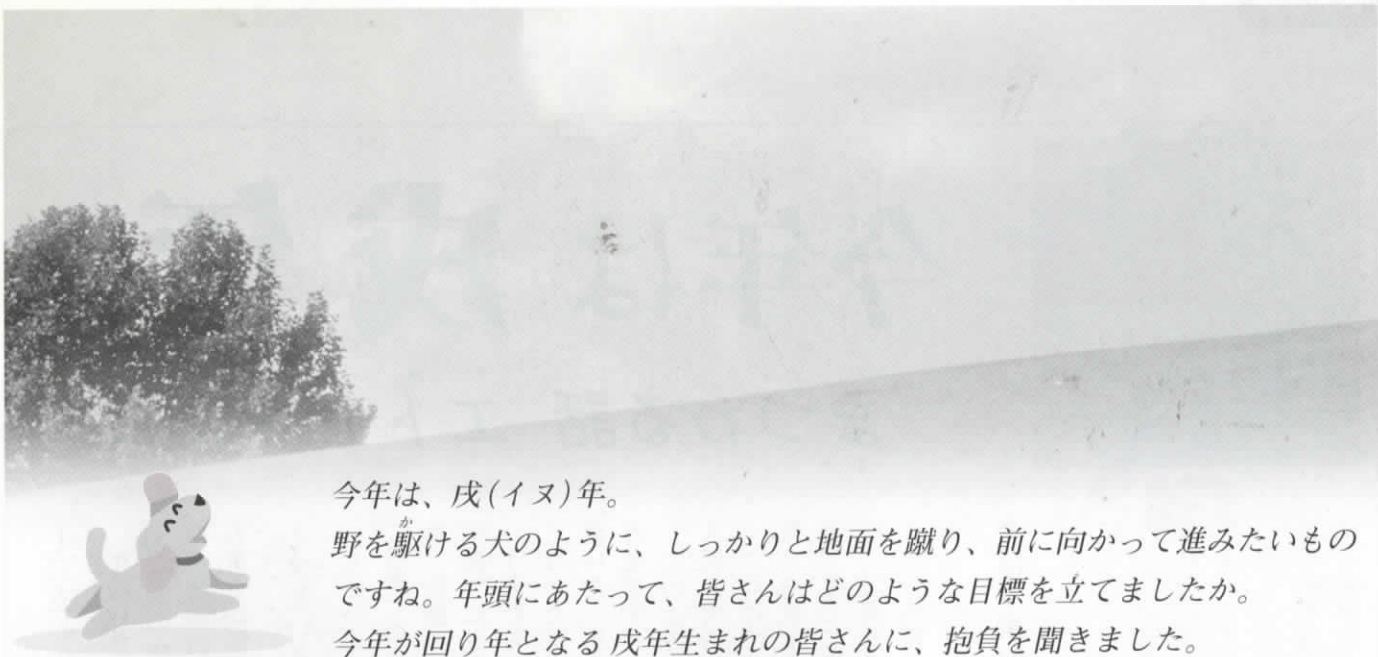 今年は、戌(イヌ)年。
野を駆ける犬のように、しっかりと地面を蹴り、前に向かって進みたいもの
ですね。年頭にあたって、皆さんはどのような目標を立てましたか。
今年が回り年となる戌年生まれの皆さんに、抱負を聞きました。